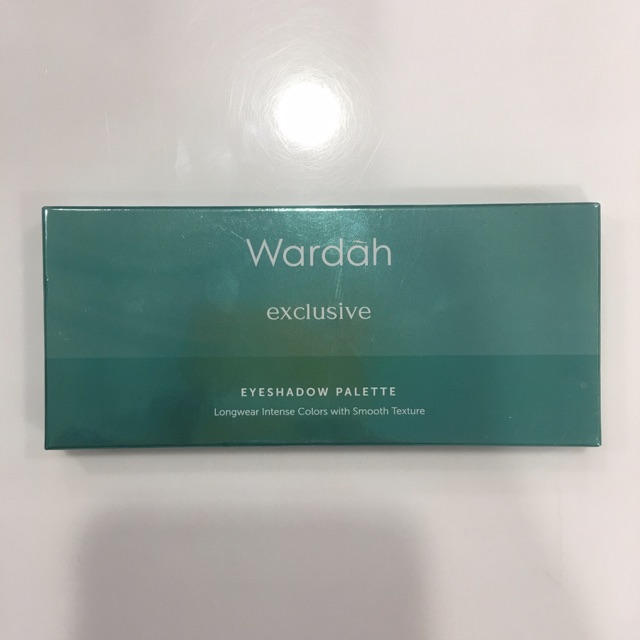 Wardah
exclusive
EYESHADOW PALETTE
Longwear Intense Colors with Smooth Texture